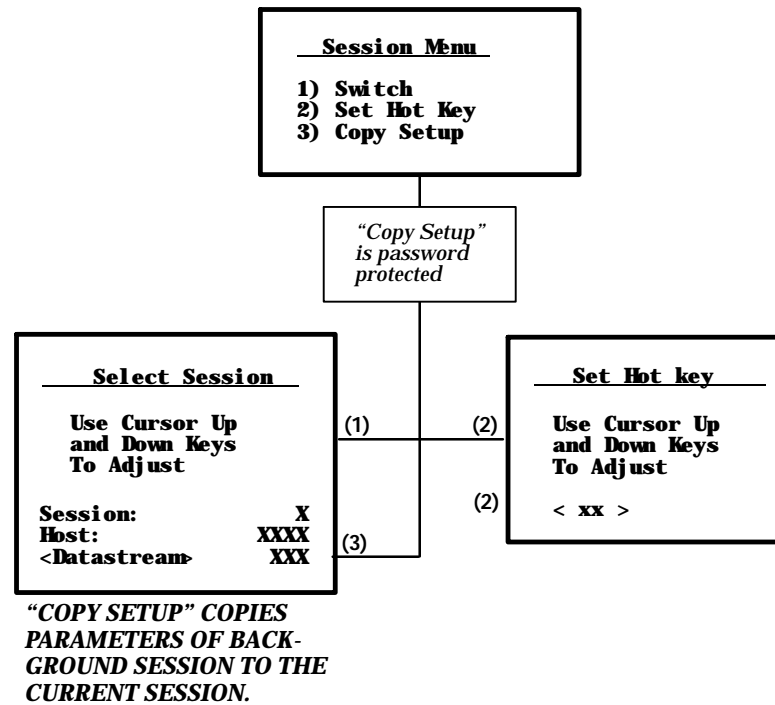 Session Menu
1) Switch
2) Set Hot Key
3) Copy Setup
“Copy Setup”
is password
protected
Select Session
Use Cursor Up
and Down Keys
To Adjust
Session: X
Host: XXXX
<Datastream> XXX
(1)
(3)
(2)
(2)
Set Hot key
Use Cursor Up
and Down Keys
To Adjust
< xx >
“COPY SETUP” COPIES
PARAMETERS OF BACK-
GROUND SESSION TO THE
CURRENT SESSION.